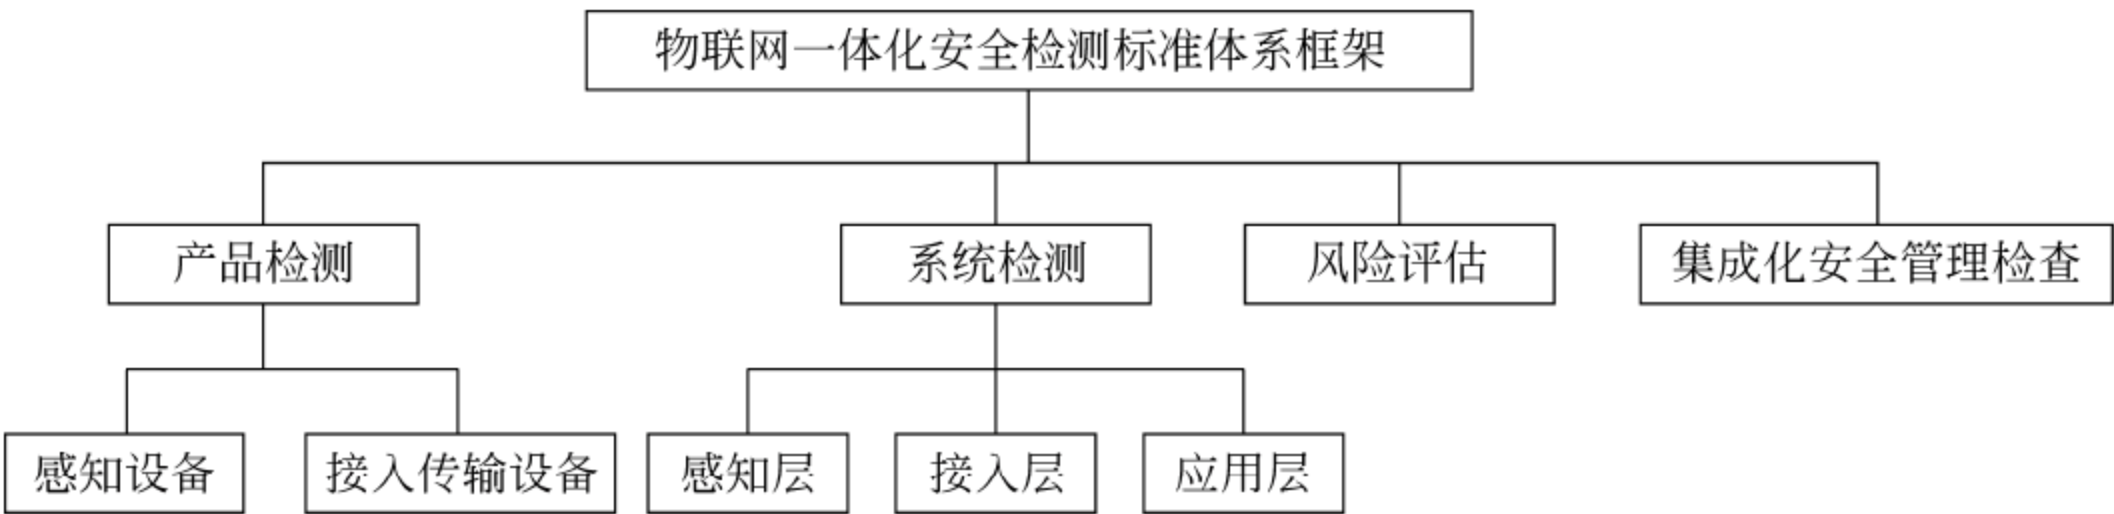 物联网一体化安全检测标准体系框架
产品检测
系统检测
风险评估
集成化安全管理检查
感知设备
接入传输设备
感知层
接入层
应用层